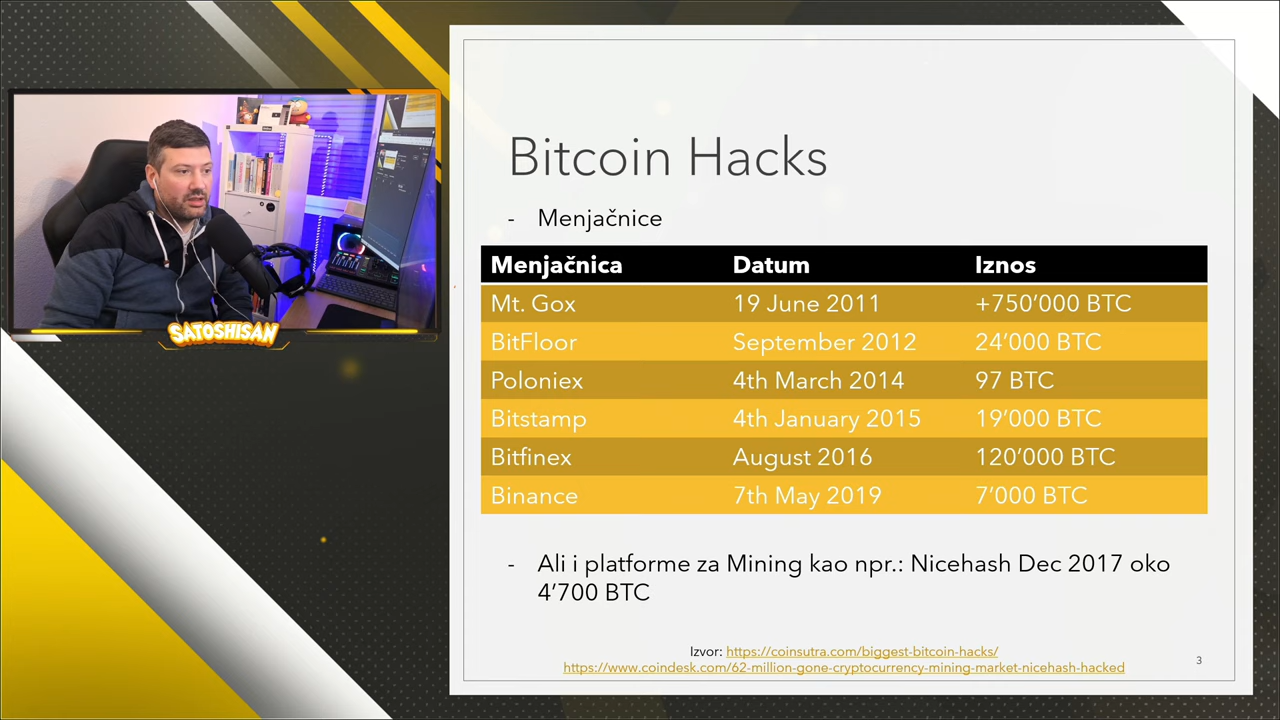 Bitcoin Hacks
- Menjačnice
Menjačnica Datum Iznos
Mt. Gox 19 June 2011 +750’000 BTC
BitFloor September 2012 24’000 BTC
Poloniex 4th March 2014 97 BTC
Bitstamp 4th January 2015 19’000 BTC
Bitfinex August 2016 120’000 BTC
Binance 7th May 2019 7’000 BTC
- Ali i platforme za Mining kao npr.: Nicehash Dec 2017 oko
4’700 BTC
Izvor: https://coinsutra.com/biggest-bitcoin-hacks/
https://www.coindesk.com/62-million-gone-cryptocurrency-mining-market-nicehash-hacked
3
SATOSHISAN